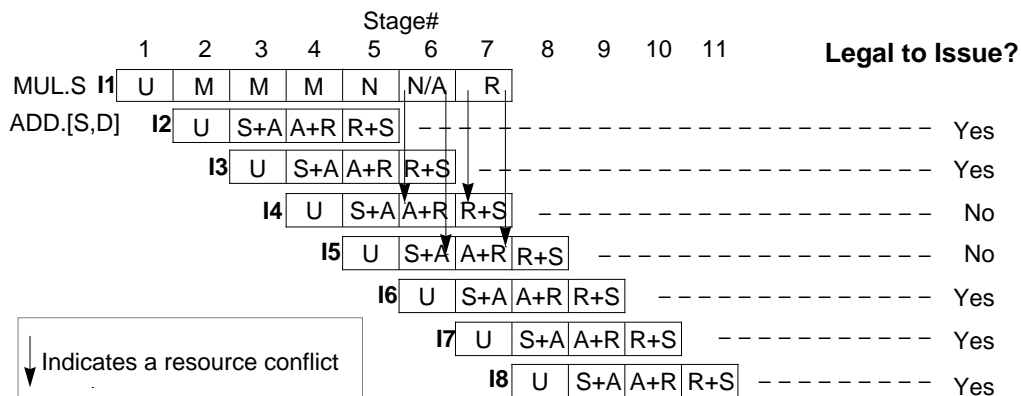 Stage#
1 2 3 4 5 6 7 8 9 10 11 Legal to Issue?
MUL.S I1 U M M M N N/A R
ADD.[S,D] I2 U S+A A+R R+S Yes
I3 U S+A A+R R+S Yes
I4 U S+A A+R R+S No
I5 U S+A A+R R+S No
I6 U S+A A+R R+S Yes
I7 U S+A A+R R+S Yes
Indicates a resource conflict
I8 U S+A A+R R+S Yes